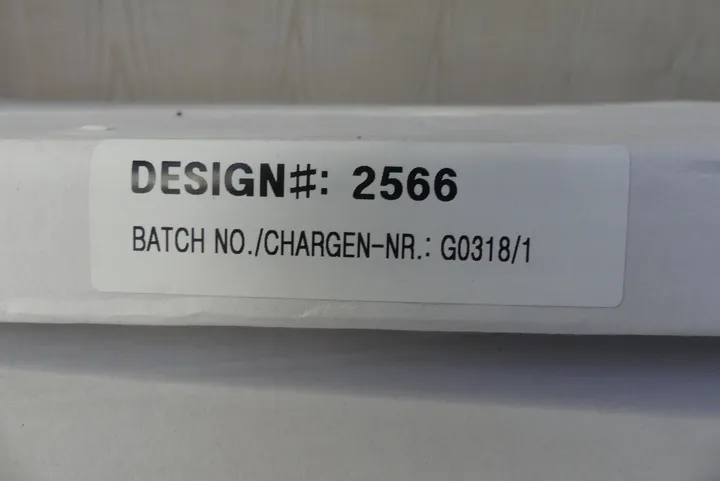 DESIGN#: 2566
BATCH NO./CHARGEN-NR.: G0318/1